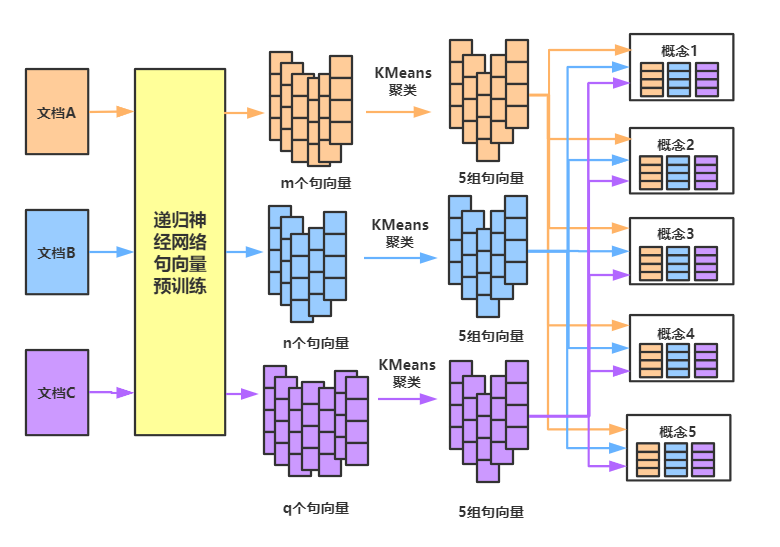 文档A
文档B
文档C
递归神
经网络
句向量
预训练
m个句向量
n个句向量
q个句向量
KMeans
聚类
KMeans
聚类
KMeans
聚类
5组句向量
5组句向量
5组句向量
概念1
概念2
概念3
概念4
概念5